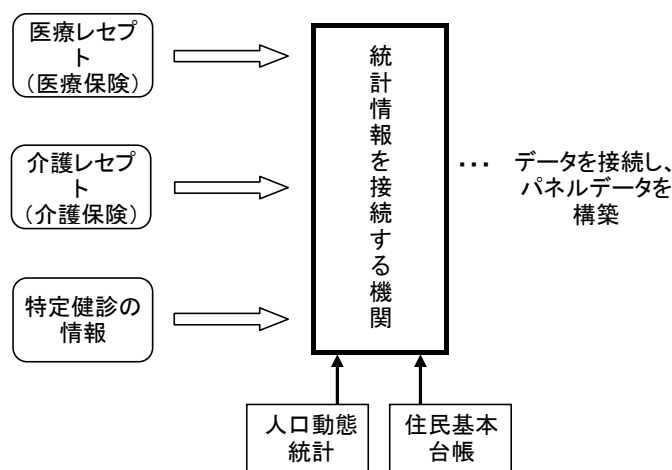 医療レセプ
ト
（医療保険）
介護レセプ
ト
（介護保険）
特定健診の
情報
統計情報を接続する機関
・・・ データを接続し、
パネルデータを
構築
人口動態
統計
住民基本
台帳